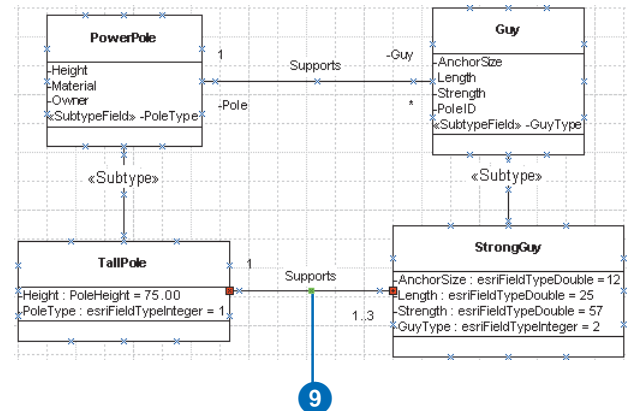 PowerPole
-Height
-Material
-Owner
«SubtypeField» -PoleType
1
Supports
-Guy
-Pole
*
Guy
-AnchorSize
-Length
-Strength
-PoleID
«SubtypeField» -GuyType
«Subtype»
«Subtype»
TallPole
-Height : PoleHeight = 75.00
-PoleType : esriFieldTypeInteger = 1
1
Supports
1..3
StrongGuy
-AnchorSize : esriFieldTypeDouble = 12
-Length : esriFieldTypeDouble = 25
-Strength : esriFieldTypeDouble = 57
-GuyType : esriFieldTypeInteger = 2
9